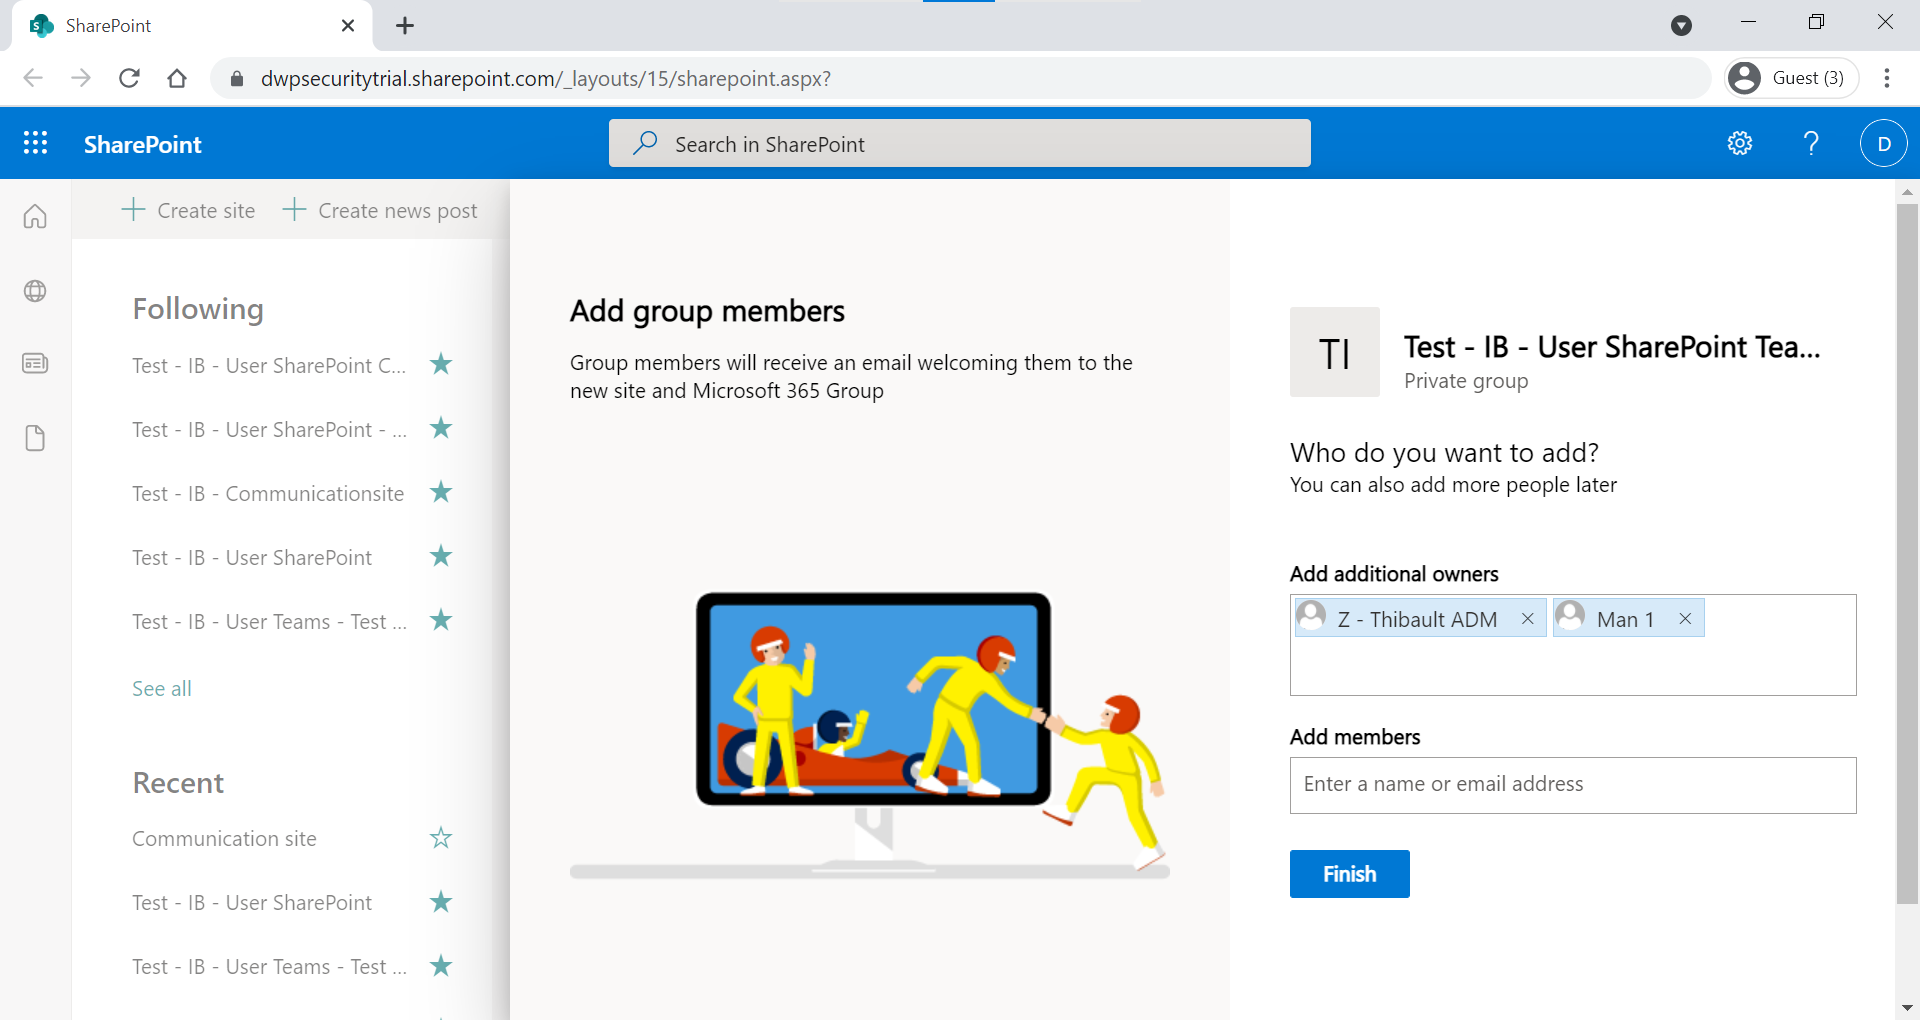 SharePoint
dwpsecuritytrial.sharepoint.com/_layouts/15/sharepoint.aspx?
Guest (3)
SharePoint
Search in SharePoint
?
D
Create site
Create news post
Following
Test - IB - User SharePoint C...
Test - IB - User SharePoint - ...
Test - IB - Communicationsite
Test - IB - User SharePoint
Test - IB - User Teams - Test ...
See all
Recent
Communication site
Test - IB - User SharePoint
Test - IB - User Teams - Test ...
Add group members
Group members will receive an email welcoming them to the
new site and Microsoft 365 Group
TI
Test - IB - User SharePoint Tea...
Private group
Who do you want to add?
You can also add more people later
Add additional owners
Z - Thibault ADM
Man 1
Add members
Enter a name or email address
Finish